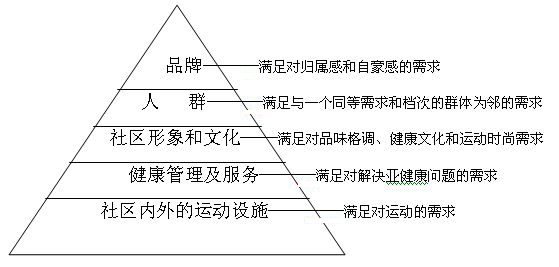 品牌 满足对归属感和自豪感的需求
人 群 满足与一个同等需求和档次的群体为邻的需求
社区形象和文化 满足对品味格调、健康文化和运动时尚需求
健康管理及服务 满足对解决亚健康问题的需求
社区内外的运动设施 满足对运动的需求